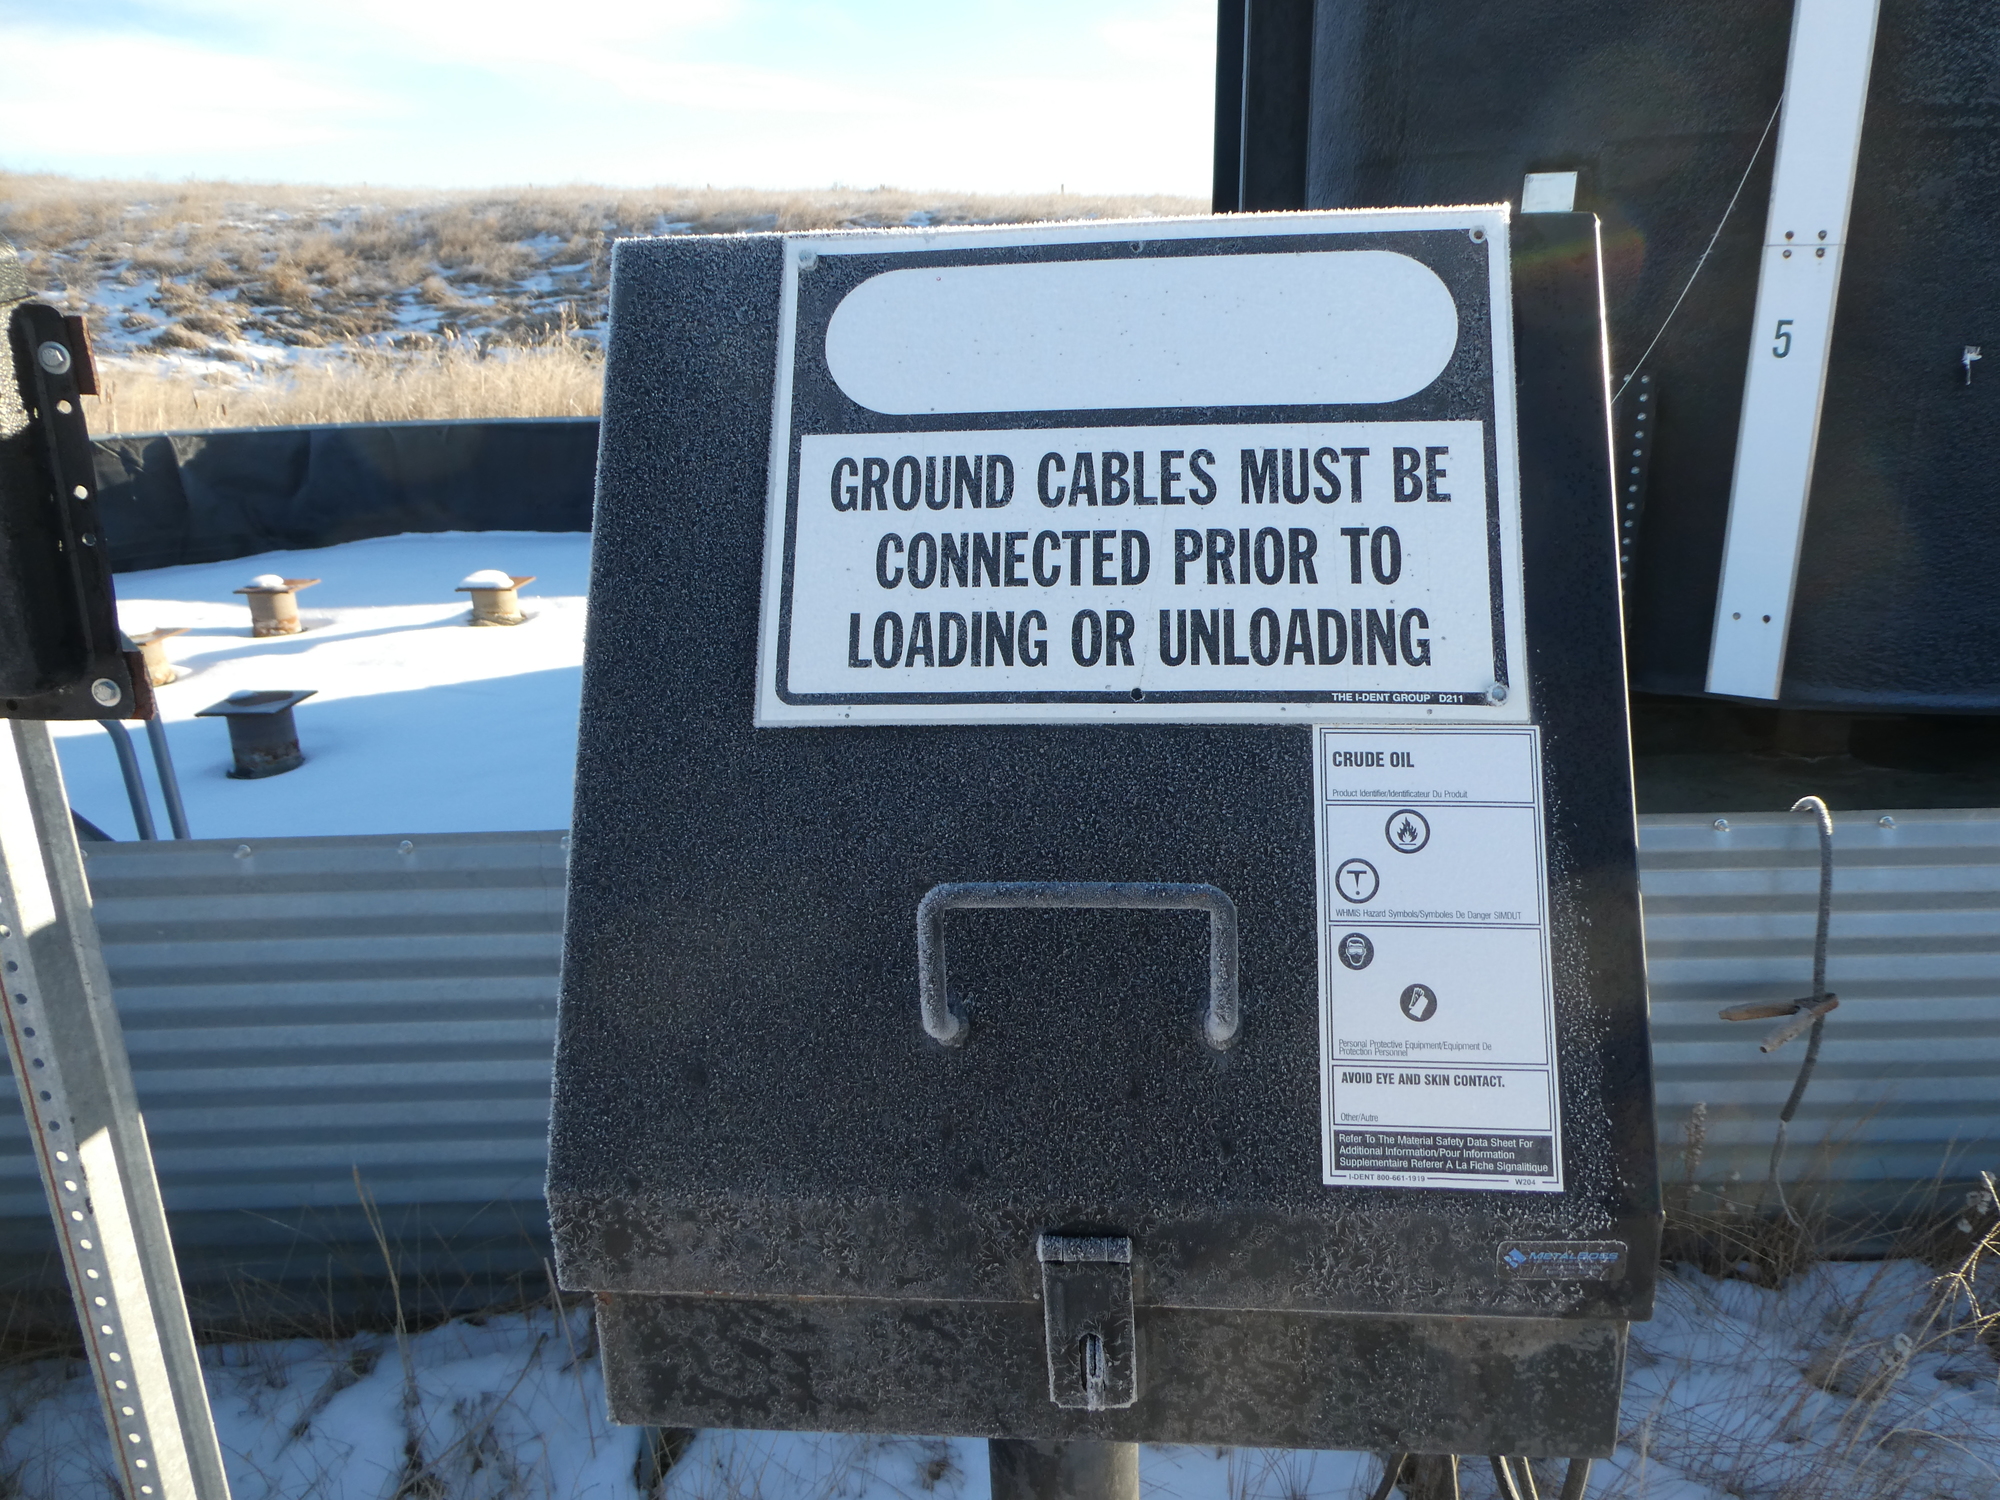 GROUND CABLES MUST BE
CONNECTED PRIOR TO
LOADING OR UNLOADING
THE I-DENT GROUP D211
5
CRUDE OIL
Product Identifier/Identificateur Du Produit
WHMIS Hazard Symbols/Symboles De Danger SIMDUT
Personal Protective Equipment/Equipment De
Protection Personnel
AVOID EYE AND SKIN CONTACT.
Other/Autre
Refer To The Material Safety Data Sheet For
Additional Information/Pour Information
Supplementaire Referer A La Fiche Signalitique
I-DENT 800-661-1919 W204
METALBOSS